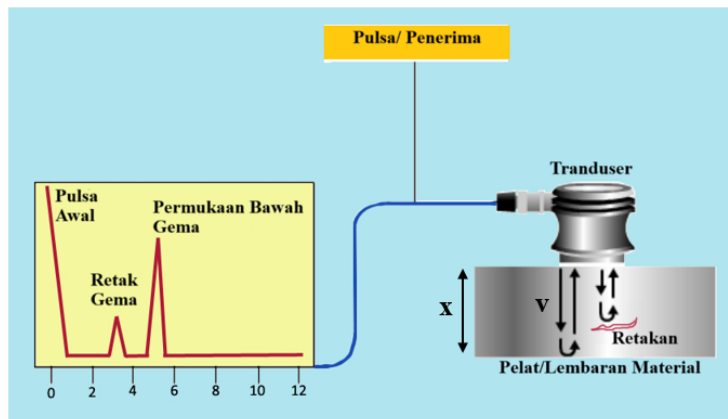 Pulsa/ Penerima
Tranduser
Pulsa
Awal
Permukaan Bawah
Gema
Retak
Gema
x
v
Retakan
Pelat/Lembaran Material
0 2 4 6 8 10 12